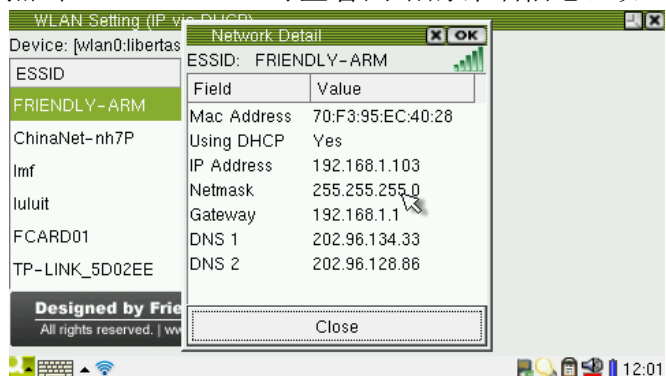 WLAN Setting (IP via DHCP)
Device: [wlan0:libertas
ESSID
FRIENDLY-ARM
ChinaNet-nh7P
lmf
luluit
FCARD01
TP-LINK_5D02EE
Designed by Frie
All rights reserved. | ww
Network Detail
OK
ESSID: FRIENDLY-ARM
Field Value
Mac Address 70:F3:95:EC:40:28
Using DHCP Yes
IP Address 192.168.1.103
Netmask 255.255.255.0
Gateway 192.168.1.1
DNS 1 202.96.134.33
DNS 2 202.96.128.86
Close
12:01